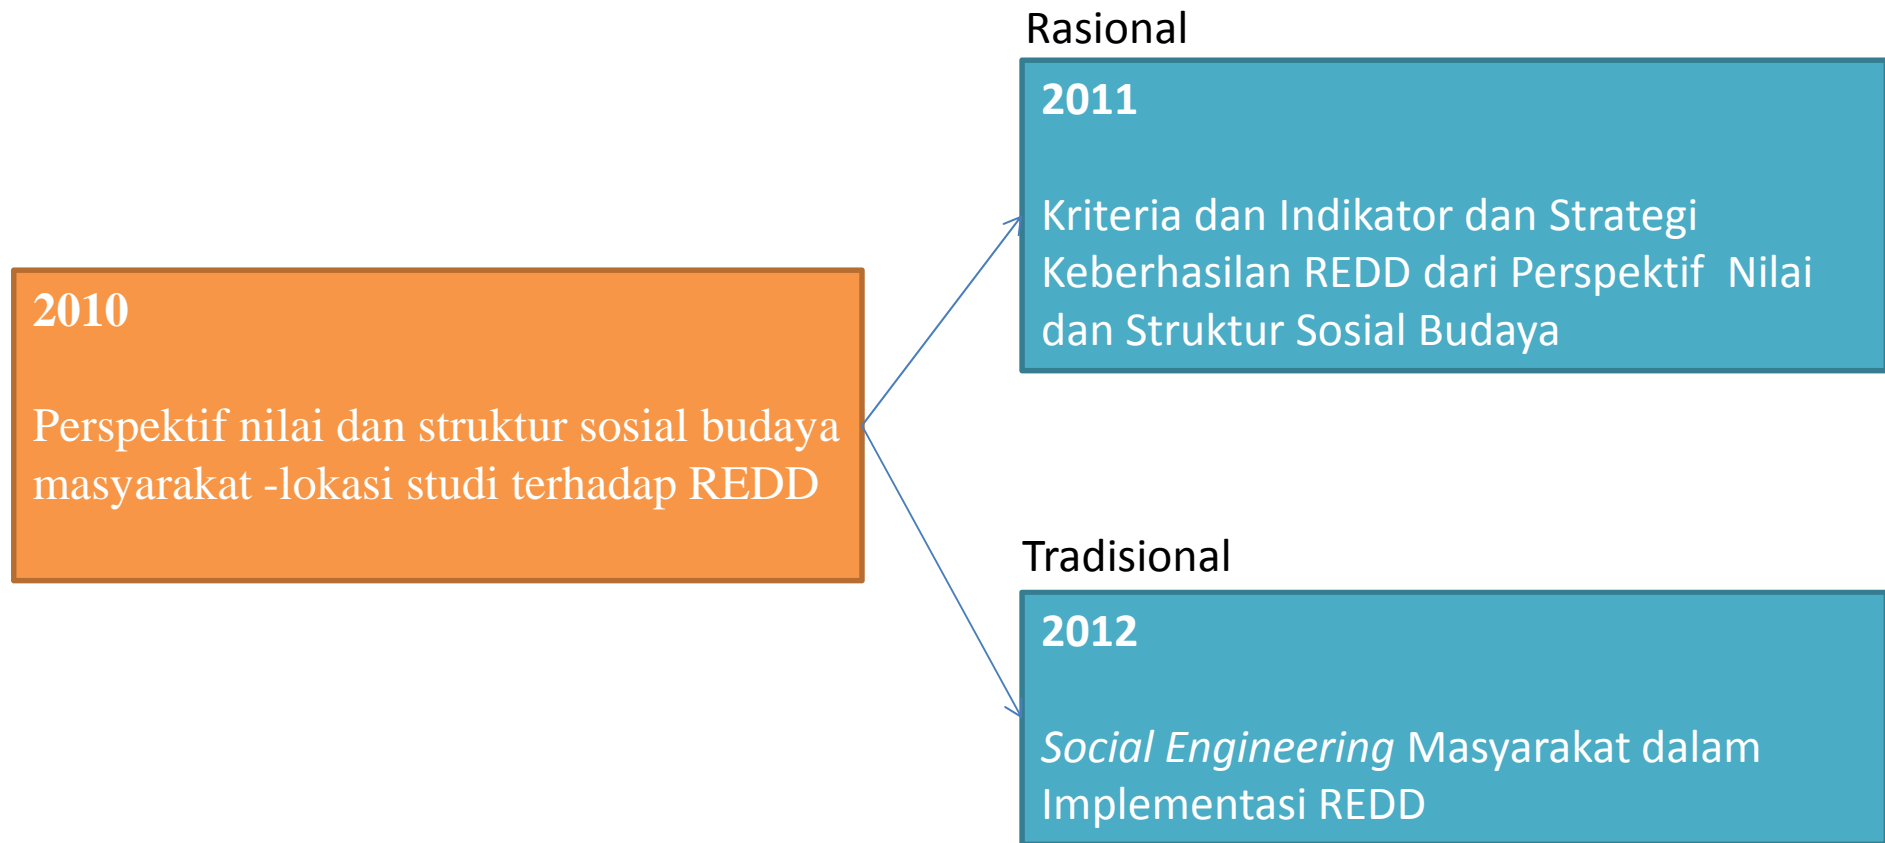 2010
Perspektif nilai dan struktur sosial budaya
masyarakat -lokasi studi terhadap REDD
Rasional
2011
Kriteria dan Indikator dan Strategi
Keberhasilan REDD dari Perspektif  Nilai
dan Struktur Sosial Budaya
Tradisional
2012
Social Engineering Masyarakat dalam
Implementasi REDD